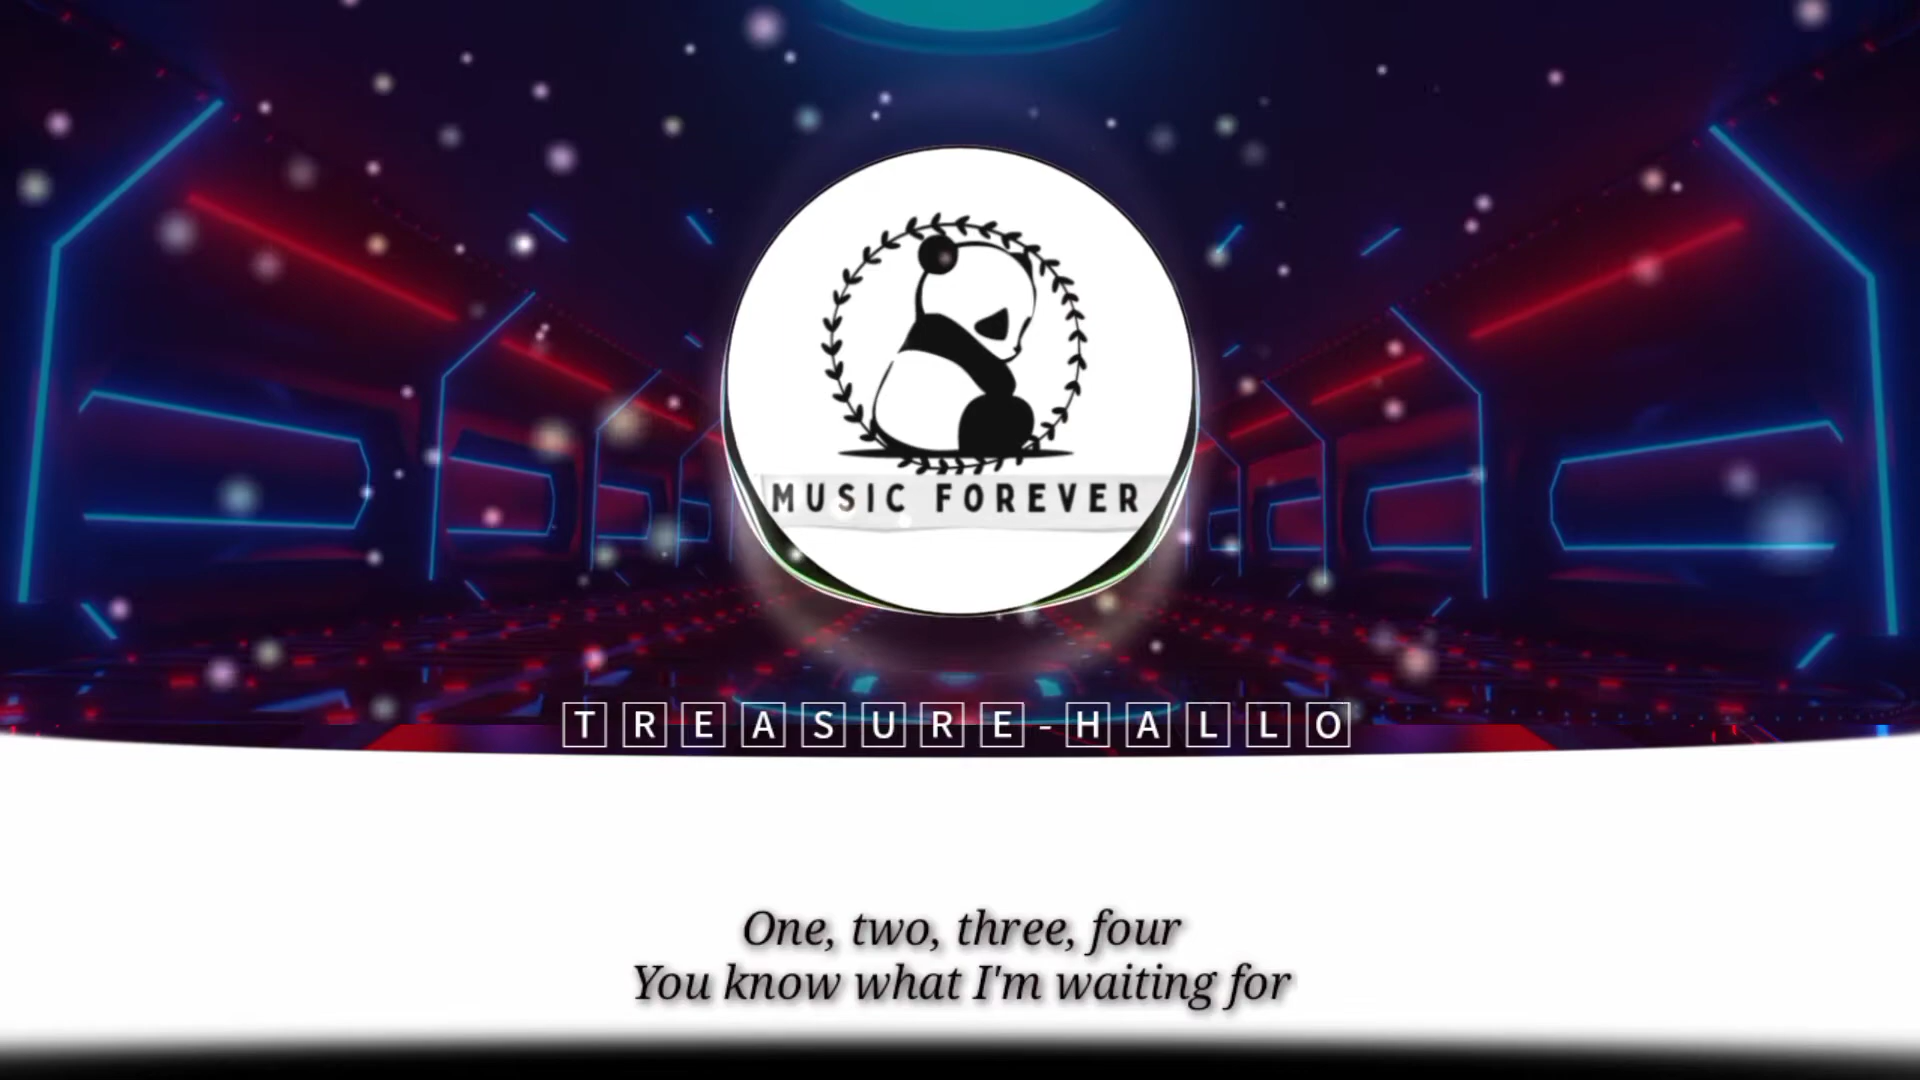 MUSIC FOREVER
TREASURE-HALLO
One, two, three, four
You know what I'm waiting for